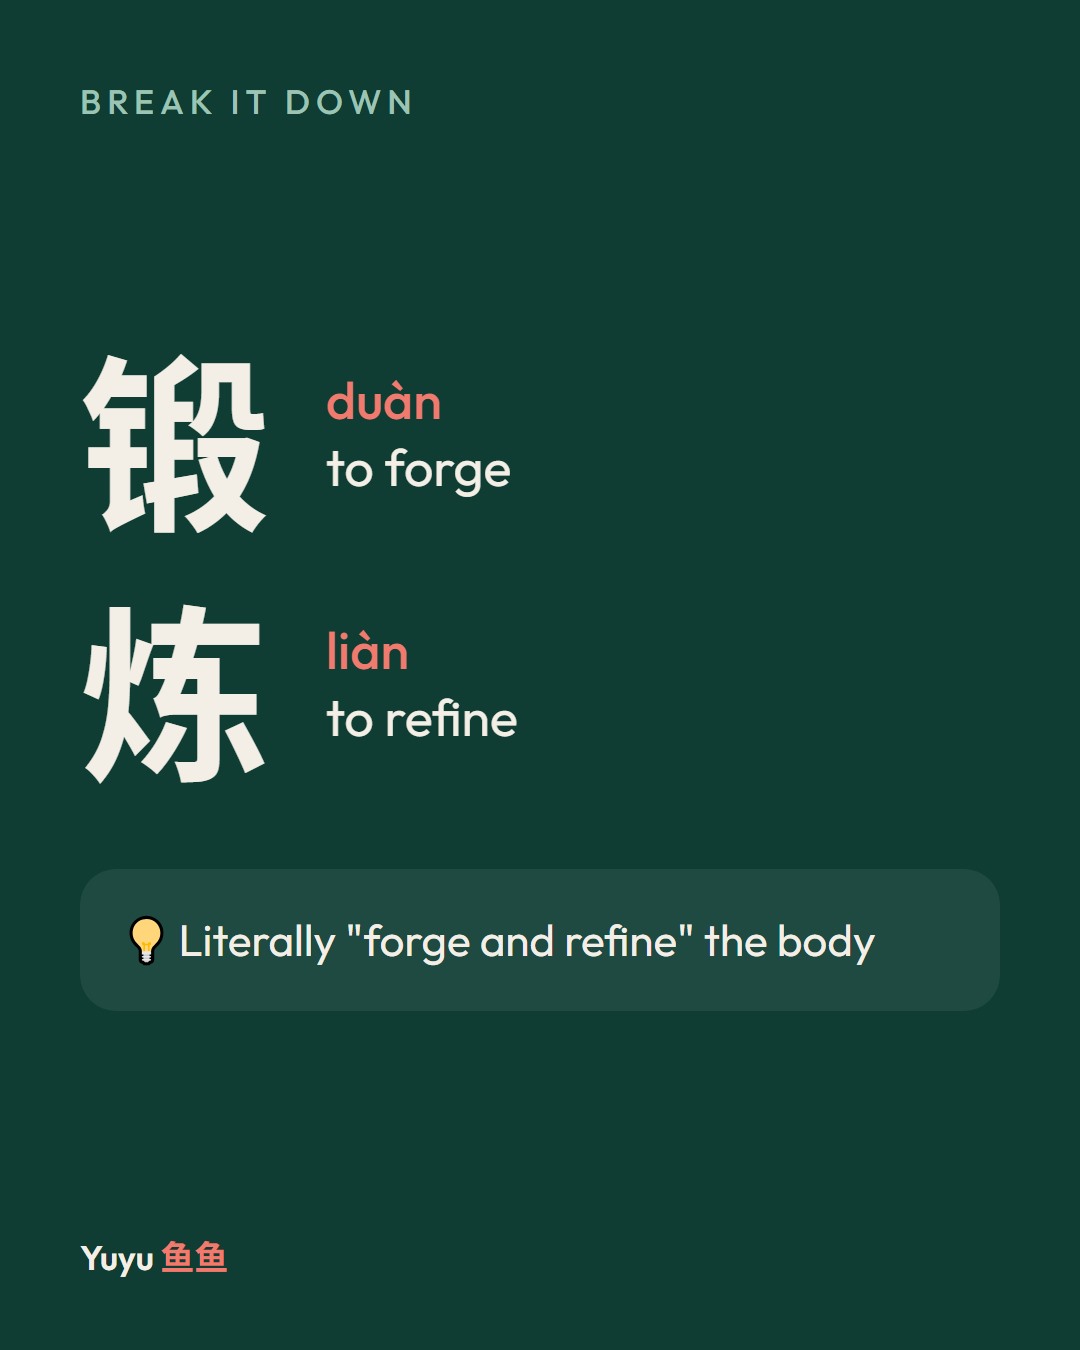 BREAK IT DOWN
锻
duàn
to forge
炼
liàn
to refine
💡 Literally "forge and refine" the body
Yuyu 鱼鱼